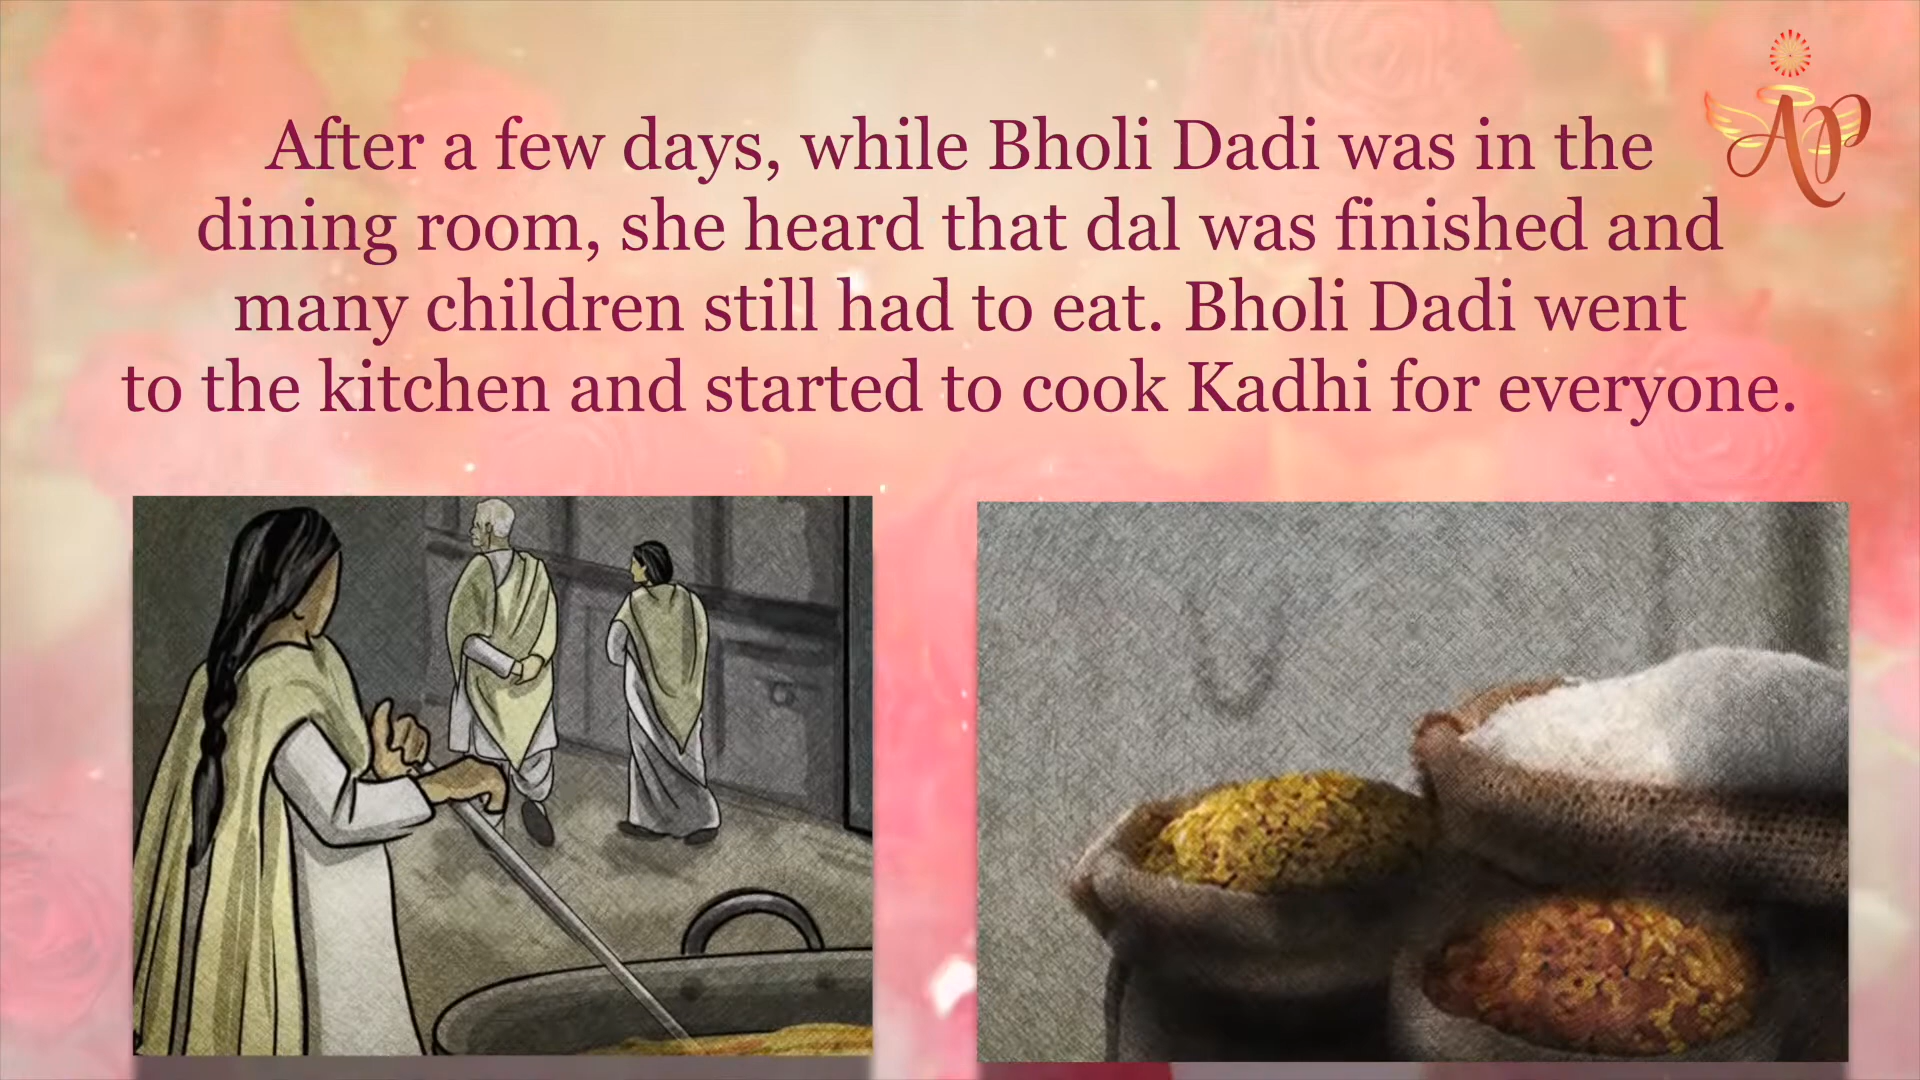 After a few days, while Bholi Dadi was in the
dining room, she heard that dal was finished and
many children still had to eat. Bholi Dadi went
to the kitchen and started to cook Kadhi for everyone.
AP